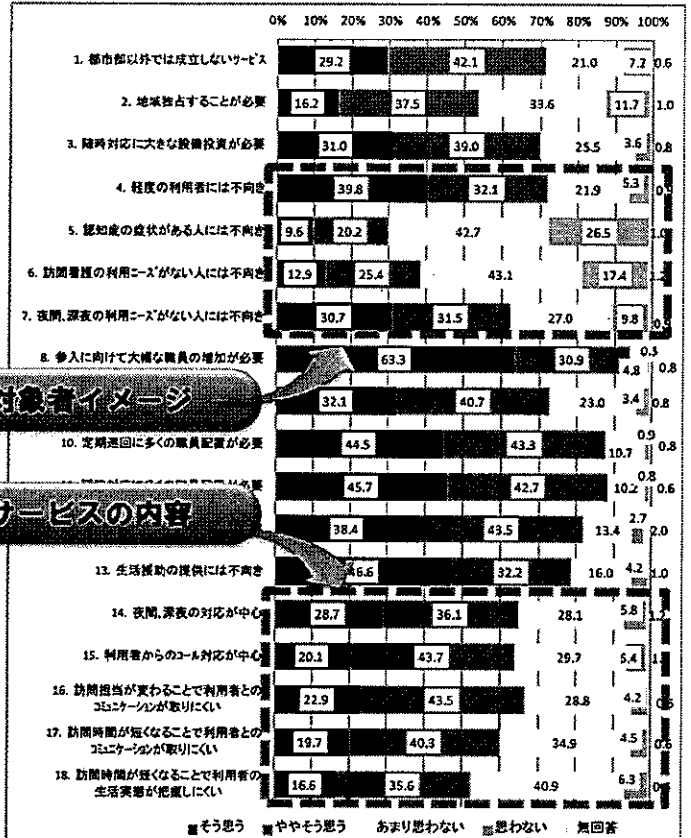 0% 10% 20% 30% 40% 50% 60% 70% 80% 90% 100%
1. 都市部以外では成立しないサービス 29.2 42.1 21.0 7.2 0.6
2. 地域独占することが必要 16.2 37.5 33.6 11.7 1.0
3. 随時対応に大きな設備投資が必要 31.0 39.0 25.5 3.6 0.8
4. 軽度の利用者には不向き 39.8 32.1 21.9 5.3
5. 認知症の症状がある人には不向き 9.6 20.2 42.7 26.5 1.0
6. 訪問看護の利用ニーズがない人には不向き 12.9 25.4 43.1 17.4 1.2
7. 夜間、深夜の利用ニーズがない人には不向き 30.7 31.5 27.0 9.8
8. 参入に向けて大幅な職員の増加が必要 63.3 30.9 4.8 0.8
対象者イメージ
32.1 40.7 23.0 3.4 0.8
10. 定期巡回に多くの職員配置が必要 44.5 43.3 10.7 0.9 0.8
45.7 42.7 10.2 0.8 0.6
サービスの内容
38.4 43.5 13.4 2.7 2.0
13. 生活援助の提供には不向き 46.6 32.2 16.0 4.2 1.0
14. 夜間、深夜の対応が中心 28.7 36.1 28.1 5.8
15. 利用者からのコール対応が中心 20.1 43.7 29.7 5.4
16. 訪問担当が変わることで利用者との
コミュニケーションが取りにくい 22.9 43.5 28.8 4.2
17. 訪問時間が短くなることで利用者との
コミュニケーションが取りにくい 19.7 40.3 34.9 4.5
18. 訪問時間が短くなることで利用者の
生活実態が把握しにくい 16.6 35.6 40.9 6.3
そう思う ややそう思う あまり思わない 思わない 無回答